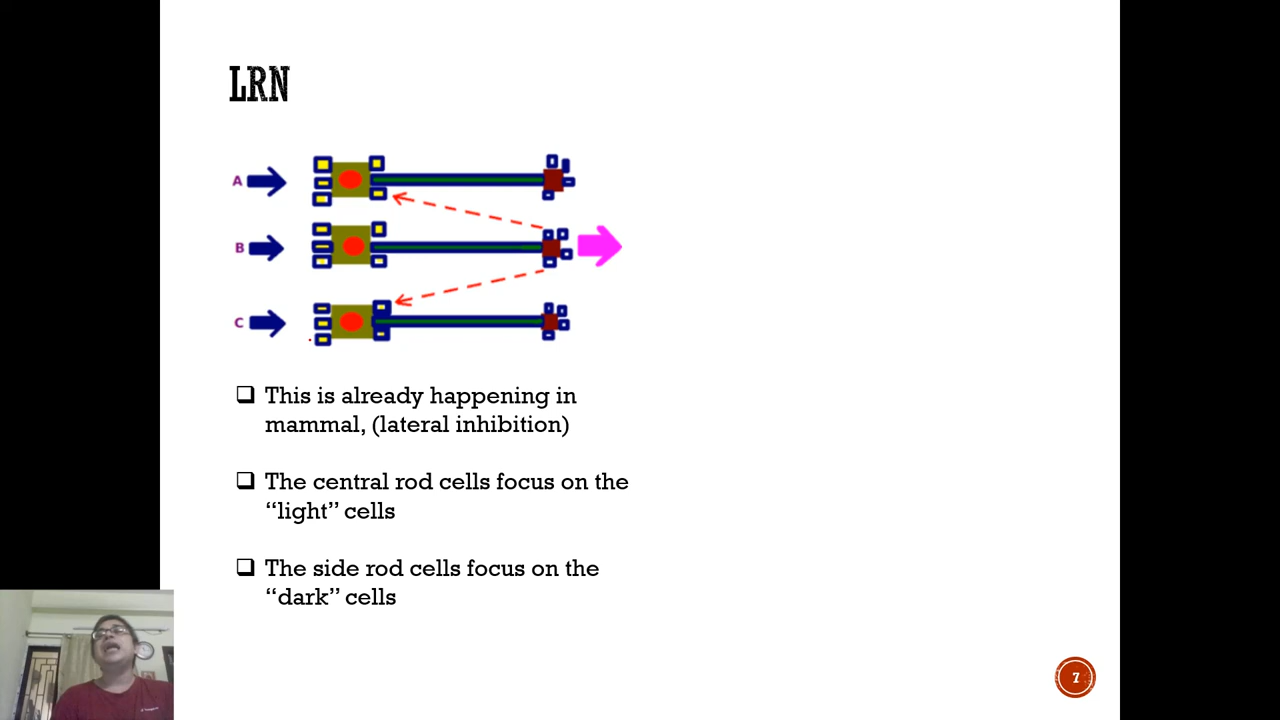 LRN
A
B
C
❑ This is already happening in
mammal, (lateral inhibition)
❑ The central rod cells focus on the
“light” cells
❑ The side rod cells focus on the
“dark” cells
7